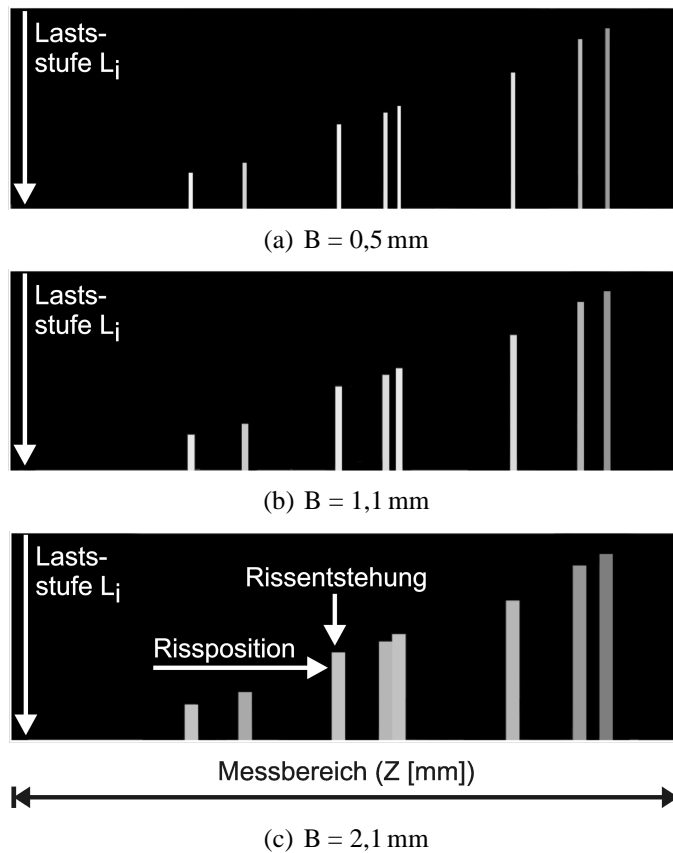 Lasts-
stufe Li
(a) B = 0,5 mm
Lasts-
stufe Li
(b) B = 1,1 mm
Lasts-
stufe Li
Rissentstehung
Rissposition
Messbereich (Z [mm])
(c) B = 2,1 mm